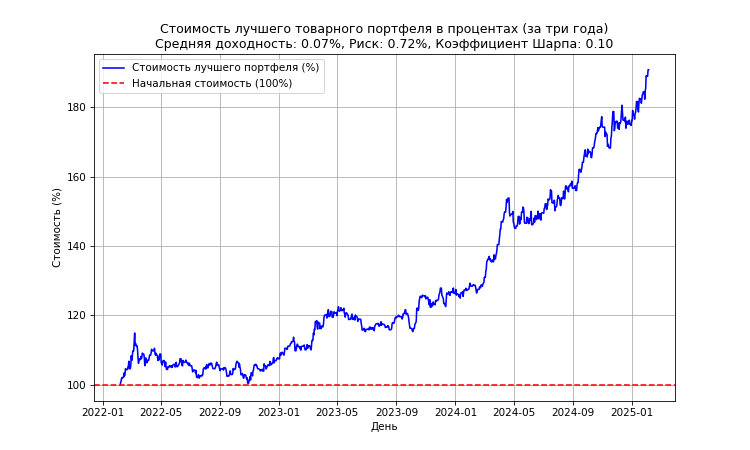 Стоимость лучшего товарного портфеля в процентах (за три года)
Средняя доходность: 0.07%, Риск: 0.72%, Коэффициент Шарпа: 0.10
Стоимость лучшего портфеля (%)
Начальная стоимость (100%)
Стоимость (%)
180
160
140
120
100
2022-01 2022-05 2022-09 2023-01 2023-05 2023-09 2024-01 2024-05 2024-09 2025-01
День